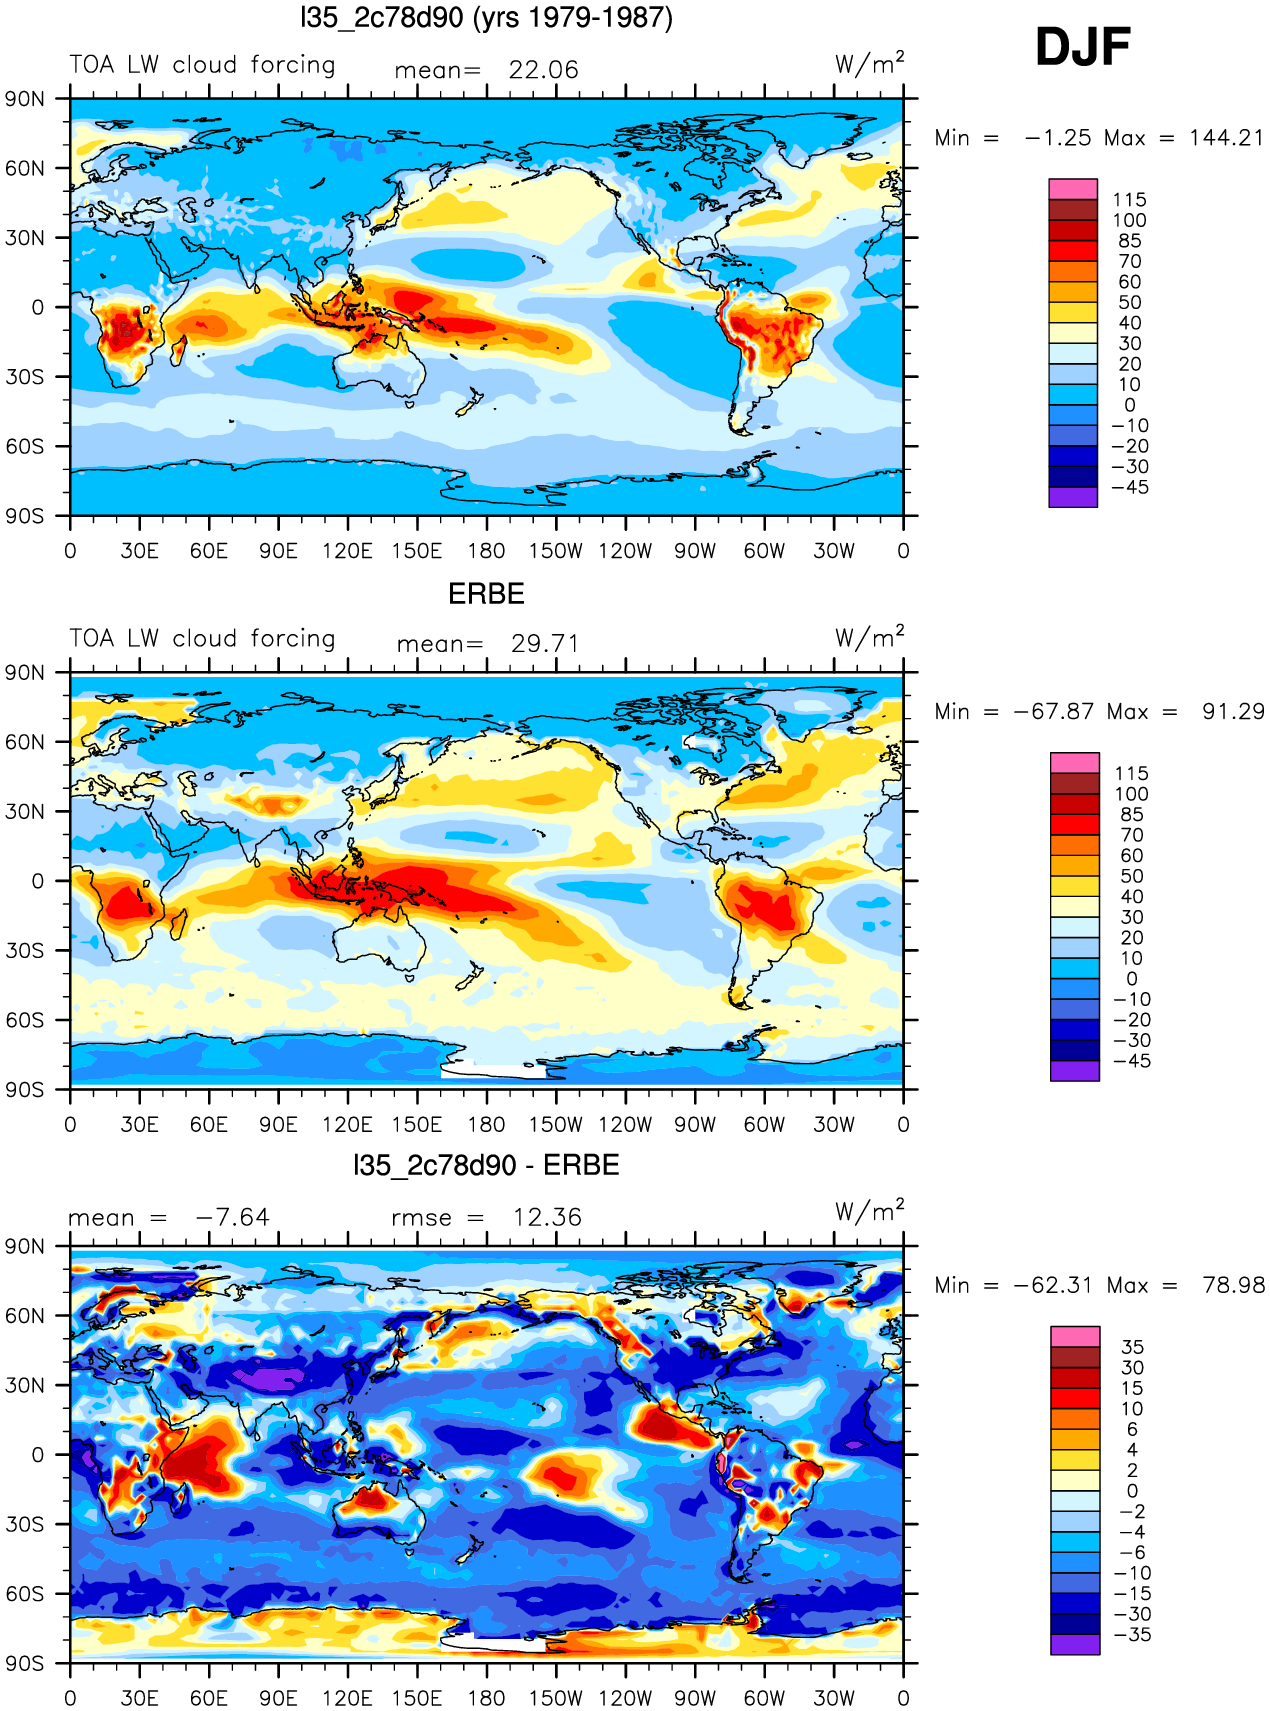 l35_2c78d90 (yrs 1979-1987)
DJF
TOA LW cloud forcing mean= 22.06 W/m²
Min = −1.25 Max = 144.21
90N
60N
30N
0
30S
60S
90S
0 30E 60E 90E 120E 150E 180 150W 120W 90W 60W 30W 0
115
100
85
70
60
50
40
30
20
10
0
−10
−20
−30
−45
ERBE
TOA LW cloud forcing mean= 29.71 W/m²
Min = −67.87 Max = 91.29
90N
60N
30N
0
30S
60S
90S
0 30E 60E 90E 120E 150E 180 150W 120W 90W 60W 30W 0
115
100
85
70
60
50
40
30
20
10
0
−10
−20
−30
−45
l35_2c78d90 - ERBE
mean = −7.64 rmse = 12.36 W/m²
Min = −62.31 Max = 78.98
90N
60N
30N
0
30S
60S
90S
0 30E 60E 90E 120E 150E 180 150W 120W 90W 60W 30W 0
35
30
15
10
6
4
2
0
−2
−4
−6
−10
−15
−30
−35